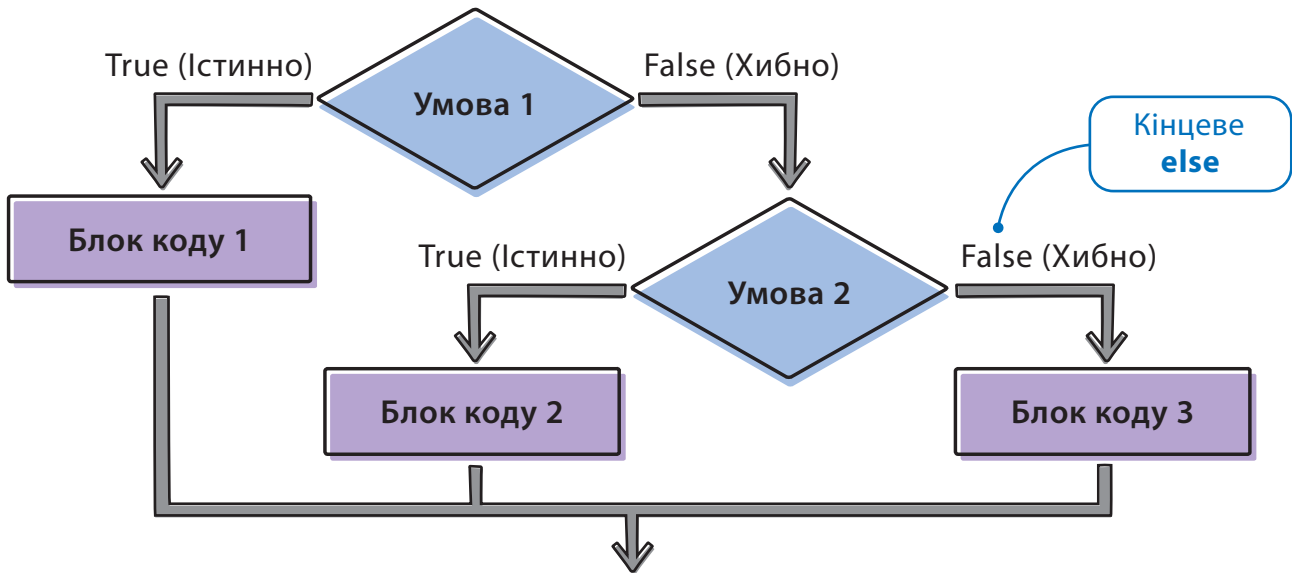 True (Істинно)
False (Хибно)
Умова 1
Кінцеве
else
Блок коду 1
True (Істинно)
False (Хибно)
Умова 2
Блок коду 2
Блок коду 3